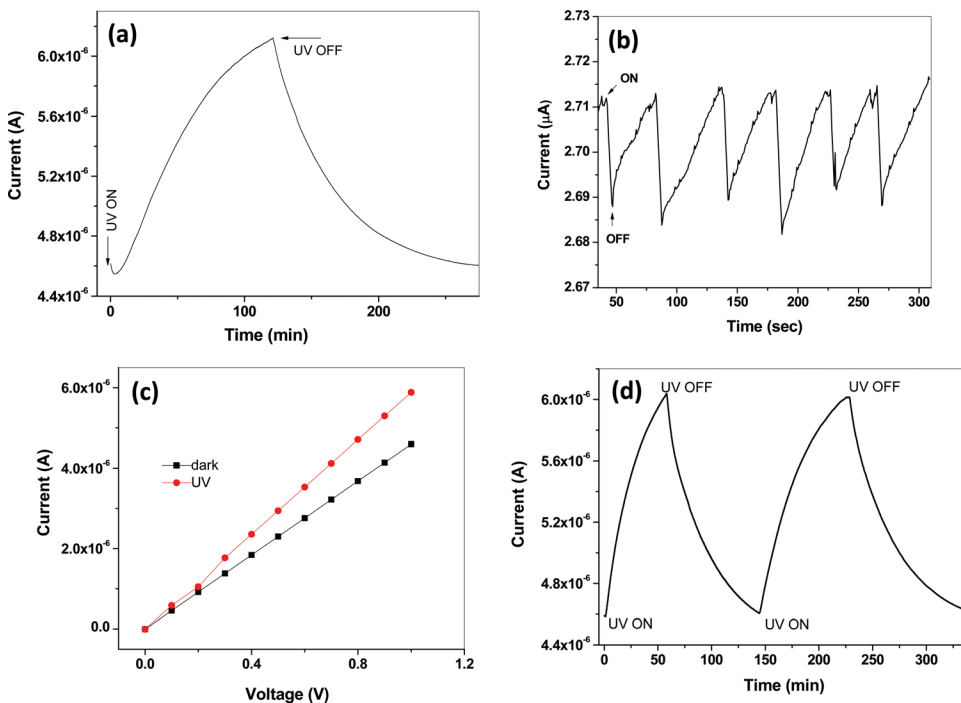 (a)
6.0x10⁻⁶
5.6x10⁻⁶
5.2x10⁻⁶
4.8x10⁻⁶
4.4x10⁻⁶
Current (A)
UV ON
UV OFF
0
100
200
Time (min)
(b)
2.73
2.72
2.71
2.70
2.69
2.68
2.67
Current (μA)
ON
OFF
50
100
150
200
250
300
Time (sec)
(c)
6.0x10⁻⁶
4.0x10⁻⁶
2.0x10⁻⁶
0.0
Current (A)
dark
UV
0.0
0.4
0.8
1.2
Voltage (V)
(d)
6.0x10⁻⁶
5.6x10⁻⁶
5.2x10⁻⁶
4.8x10⁻⁶
4.4x10⁻⁶
Current (A)
UV OFF
UV OFF
UV ON
UV ON
0
50
100
150
200
250
300
Time (min)